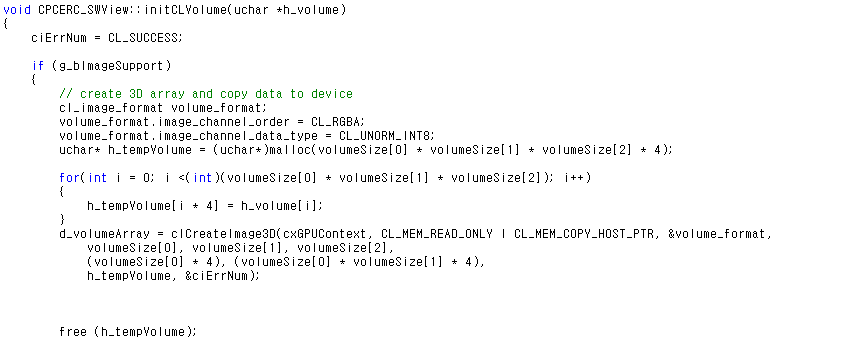 void CPCERC_SWView::initCLVolume(uchar *h_volume)
{
ciErrNum = CL_SUCCESS;
if (g_bImageSupport)
{
// create 3D array and copy data to device
cl_image_format volume_format;
volume_format.image_channel_order = CL_RGBA;
volume_format.image_channel_data_type = CL_UNORM_INT8;
uchar* h_tempVolume = (uchar*)malloc(volumeSize[0] * volumeSize[1] * volumeSize[2] * 4);
for(int i = 0; i <(int)(volumeSize[0] * volumeSize[1] * volumeSize[2]); i++)
{
h_tempVolume[i * 4] = h_volume[i];
}
d_volumeArray = clCreateImage3D(cxGPUContext, CL_MEM_READ_ONLY | CL_MEM_COPY_HOST_PTR, &volume_format,
volumeSize[0], volumeSize[1], volumeSize[2],
(volumeSize[0] * 4), (volumeSize[0] * volumeSize[1] * 4),
h_tempVolume, &ciErrNum);
free (h_tempVolume);